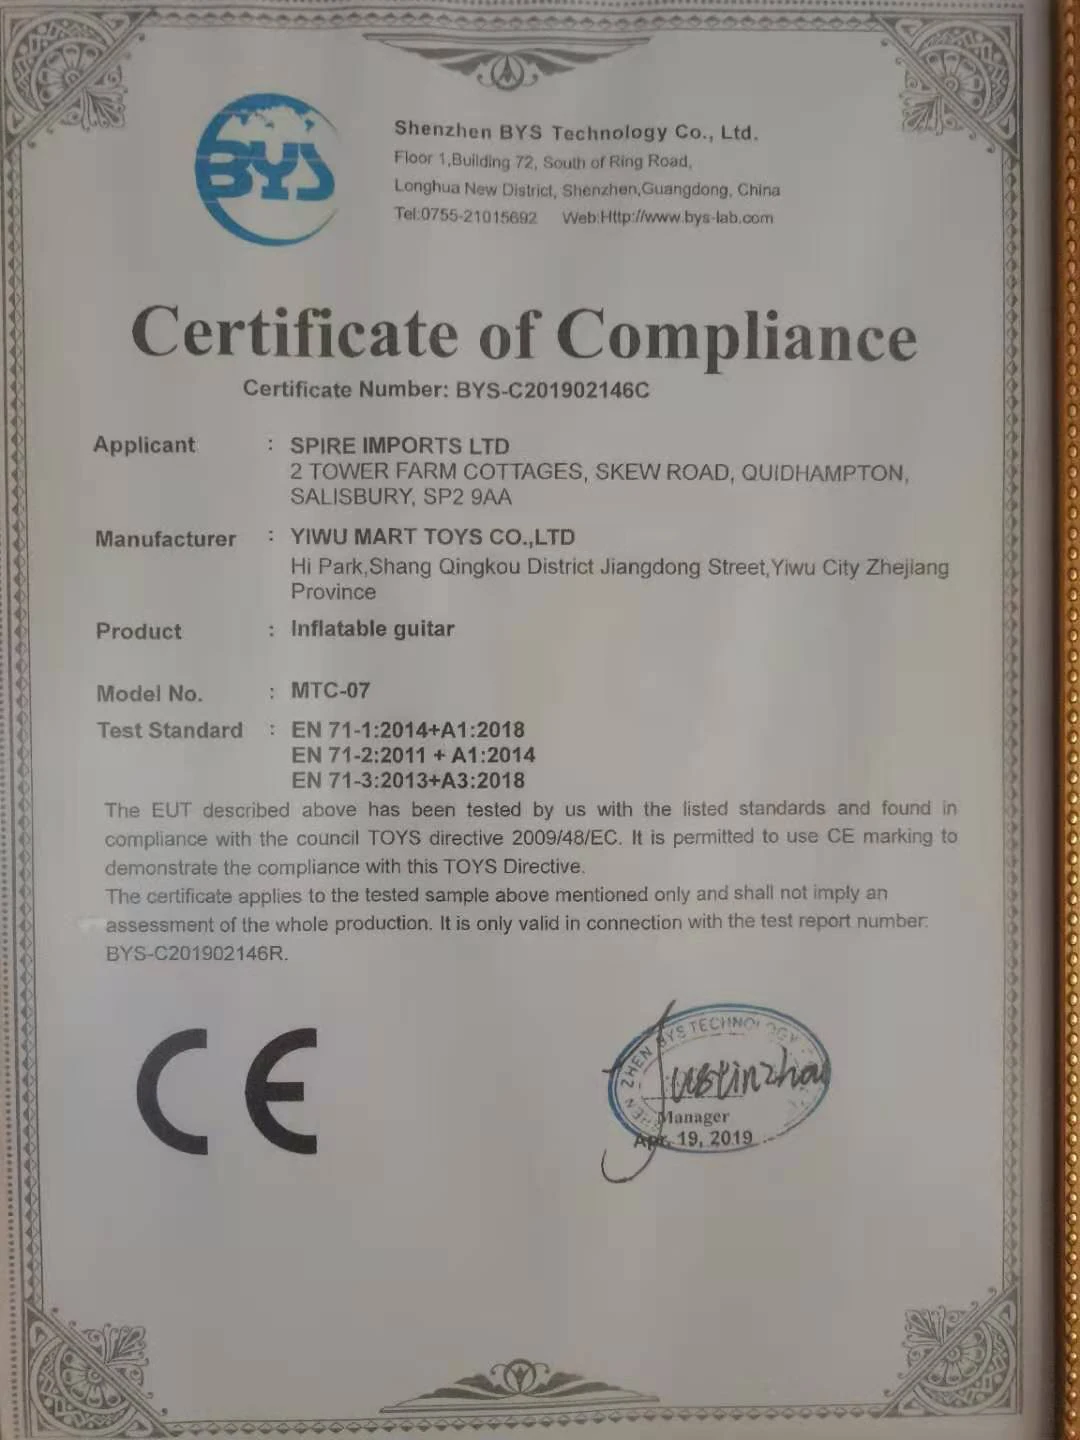 BYS
Shenzhen BYS Technology Co., Ltd.
Floor 1,Building 72, South of Ring Road,
Longhua New District, Shenzhen,Guangdong, China
Tel:0755-21015692 Web:Http://www.bys-lab.com
Certificate of Compliance
Certificate Number: BYS-C201902146C
Applicant : SPIRE IMPORTS LTD
2 TOWER FARM COTTAGES, SKEW ROAD, QUIDHAMPTON,
SALISBURY, SP2 9AA
Manufacturer : YIWU MART TOYS CO.,LTD
Hi Park,Shang Qingkou District Jiangdong Street,Yiwu City Zhejiang
Province
Product : Inflatable guitar
Model No. : MTC-07
Test Standard : EN 71-1:2014+A1:2018
EN 71-2:2011 + A1:2014
EN 71-3:2013+A3:2018
The EUT described above has been tested by us with the listed standards and found in
compliance with the council TOYS directive 2009/48/EC. It is permitted to use CE marking to
demonstrate the compliance with this TOYS Directive.
The certificate applies to the tested sample above mentioned only and shall not imply an
assessment of the whole production. It is only valid in connection with the test report number:
BYS-C201902146R.
CE
SHEN ZHEN BYS TECHNOLOGY
Justinzhao
Manager
Apr. 19, 2019